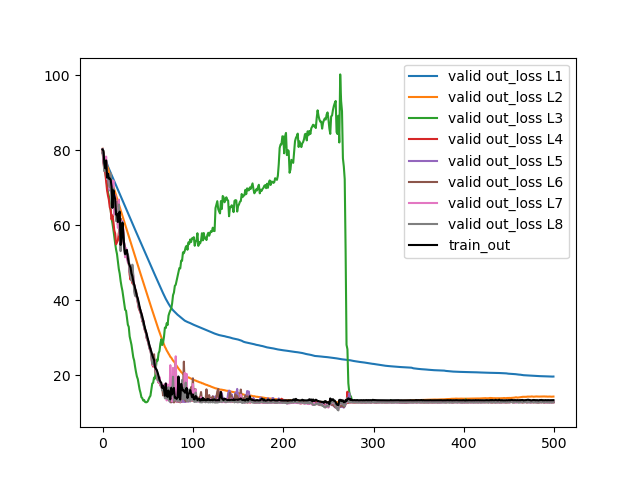 100
80
60
40
20
0
100
200
300
400
500
valid out_loss L1
valid out_loss L2
valid out_loss L3
valid out_loss L4
valid out_loss L5
valid out_loss L6
valid out_loss L7
valid out_loss L8
train_out